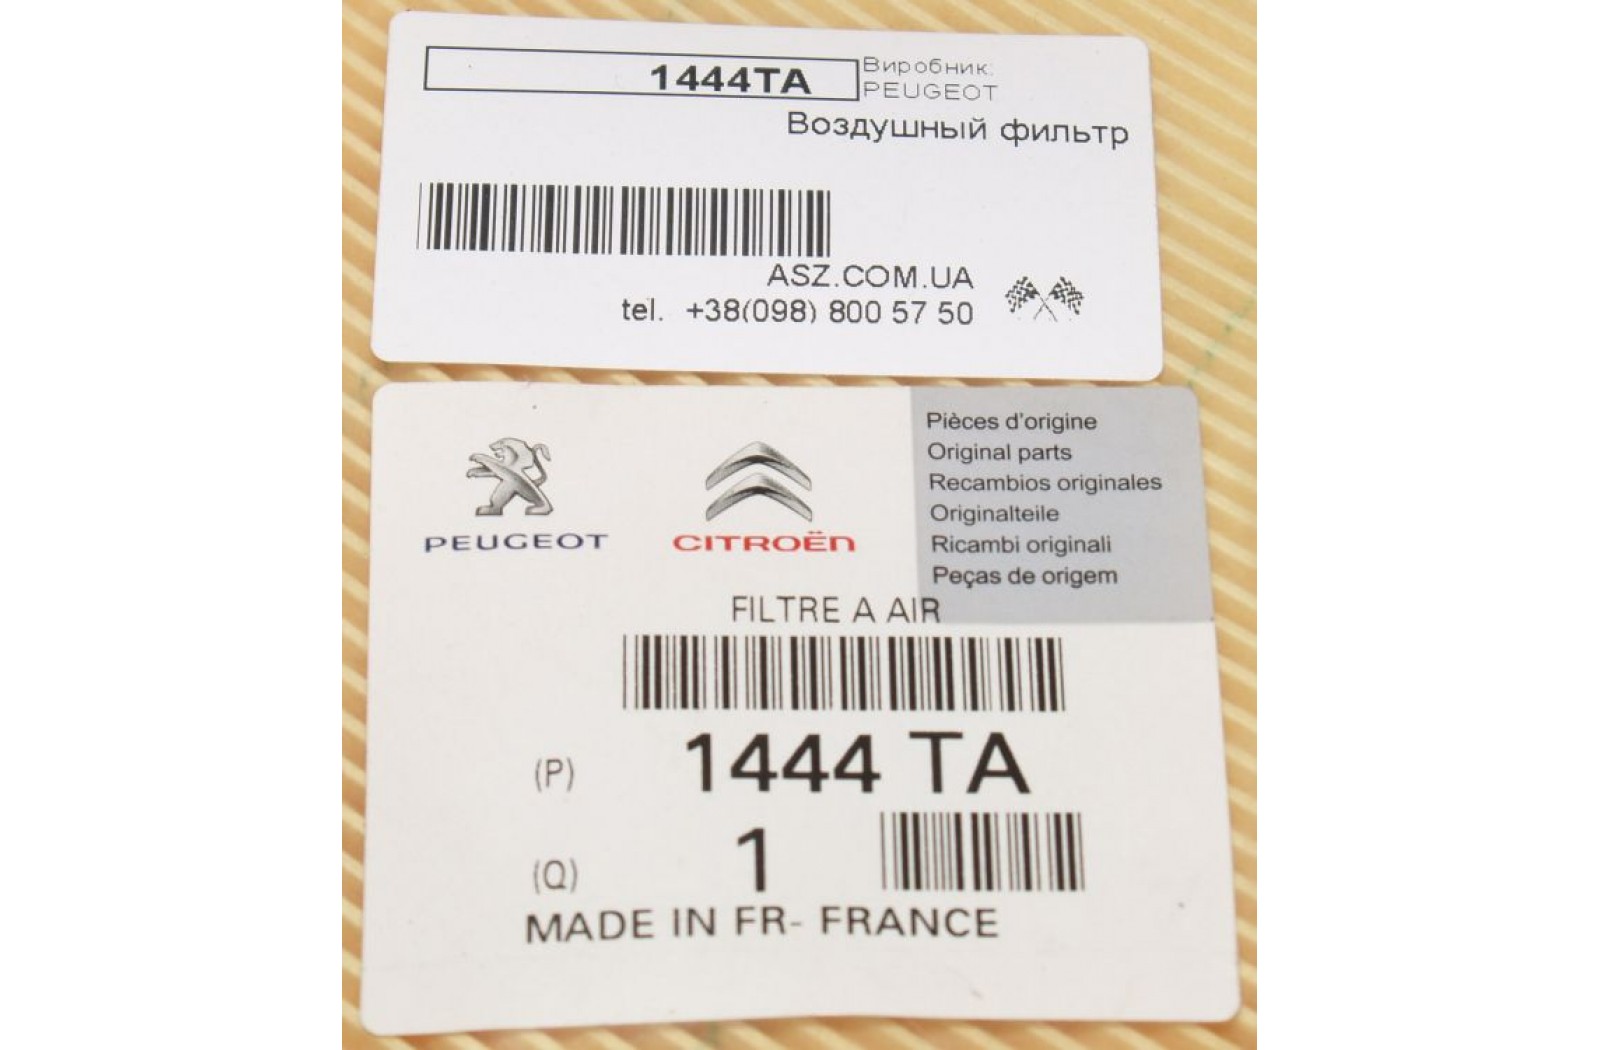 1444TA
Виробник:
PEUGEOT
Воздушный фильтр
ASZ.COM.UA
tel. +38(098) 800 57 50
PEUGEOT
CITROËN
Pièces d'origine
Original parts
Recambios originales
Originalteile
Ricambi originali
Peças de origem
FILTRE A AIR
(P) 1444 TA
(Q) 1
MADE IN FR- FRANCE